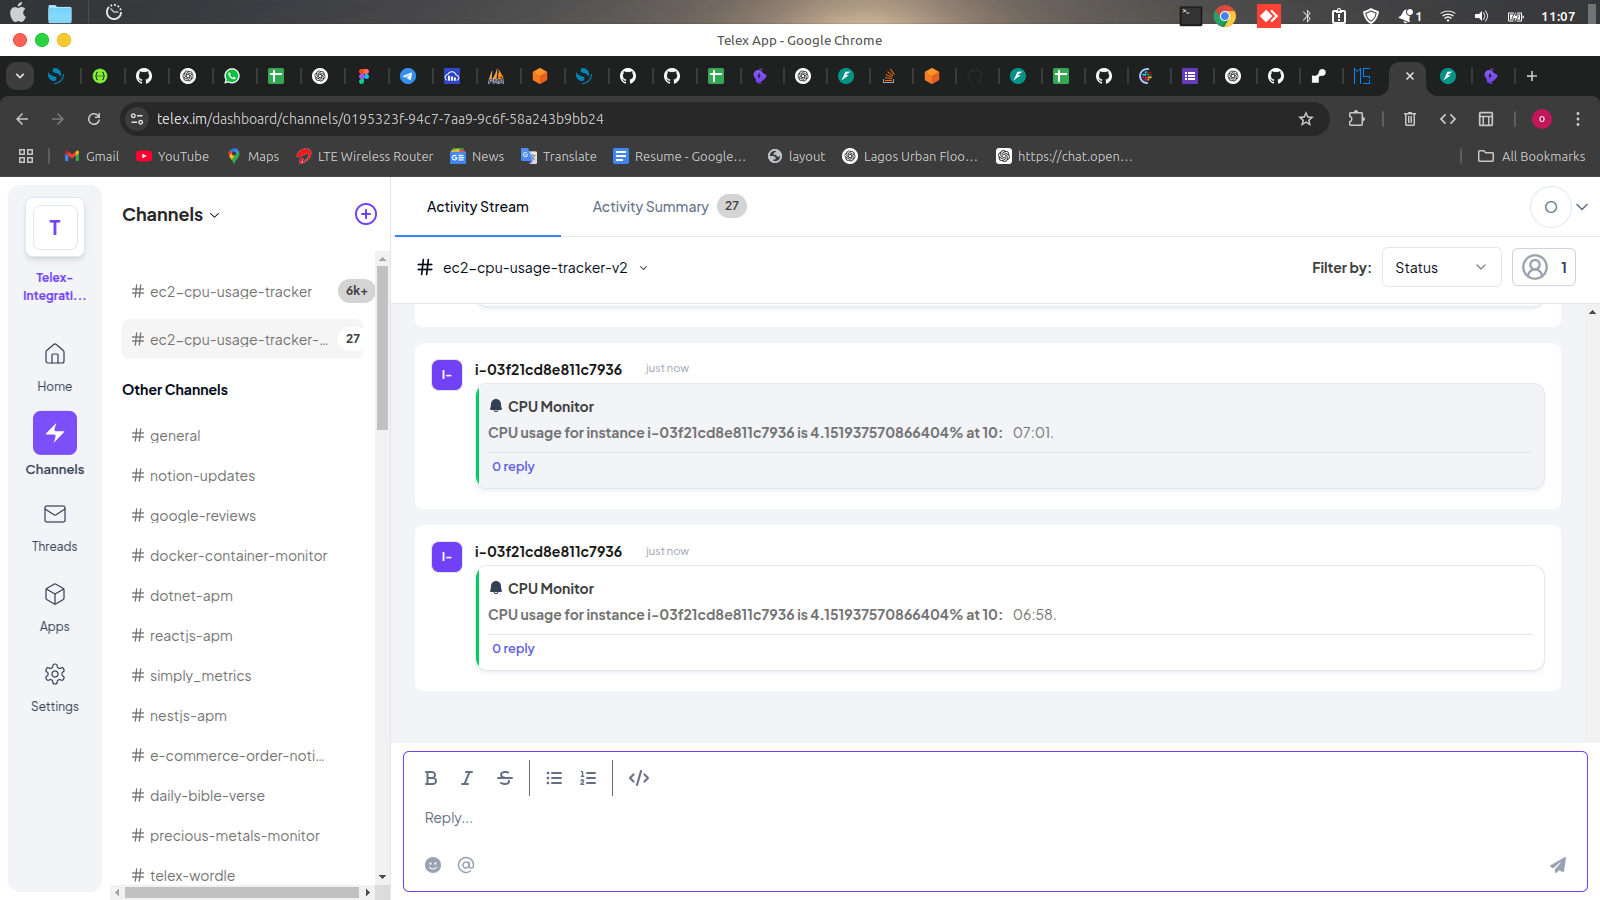 1
11:07
Telex App - Google Chrome
telex.im/dashboard/channels/0195323f-94c7-7aa9-9c6f-58a243b9bb24
Gmail
YouTube
Maps
LTE Wireless Router
News
Translate
Resume - Google...
layout
Lagos Urban Floo...
https://chat.open...
All Bookmarks
T
Telex-
Integrati...
Home
Channels
Threads
Apps
Settings
Channels
# ec2-cpu-usage-tracker 6k+
# ec2-cpu-usage-tracker-... 27
Other Channels
# general
# notion-updates
# google-reviews
# docker-container-monitor
# dotnet-apm
# reactjs-apm
# simply_metrics
# nestjs-apm
# e-commerce-order-noti...
# daily-bible-verse
# precious-metals-monitor
# telex-wordle
Activity Stream
Activity Summary 27
O
# ec2-cpu-usage-tracker-v2
Filter by:
Status
1
I-
i-03f21cd8e811c7936 just now
CPU Monitor
CPU usage for instance i-03f21cd8e811c7936 is 4.151937570866404% at 10: 07:01.
0 reply
I-
i-03f21cd8e811c7936 just now
CPU Monitor
CPU usage for instance i-03f21cd8e811c7936 is 4.151937570866404% at 10: 06:58.
0 reply
B I S
Reply...
@